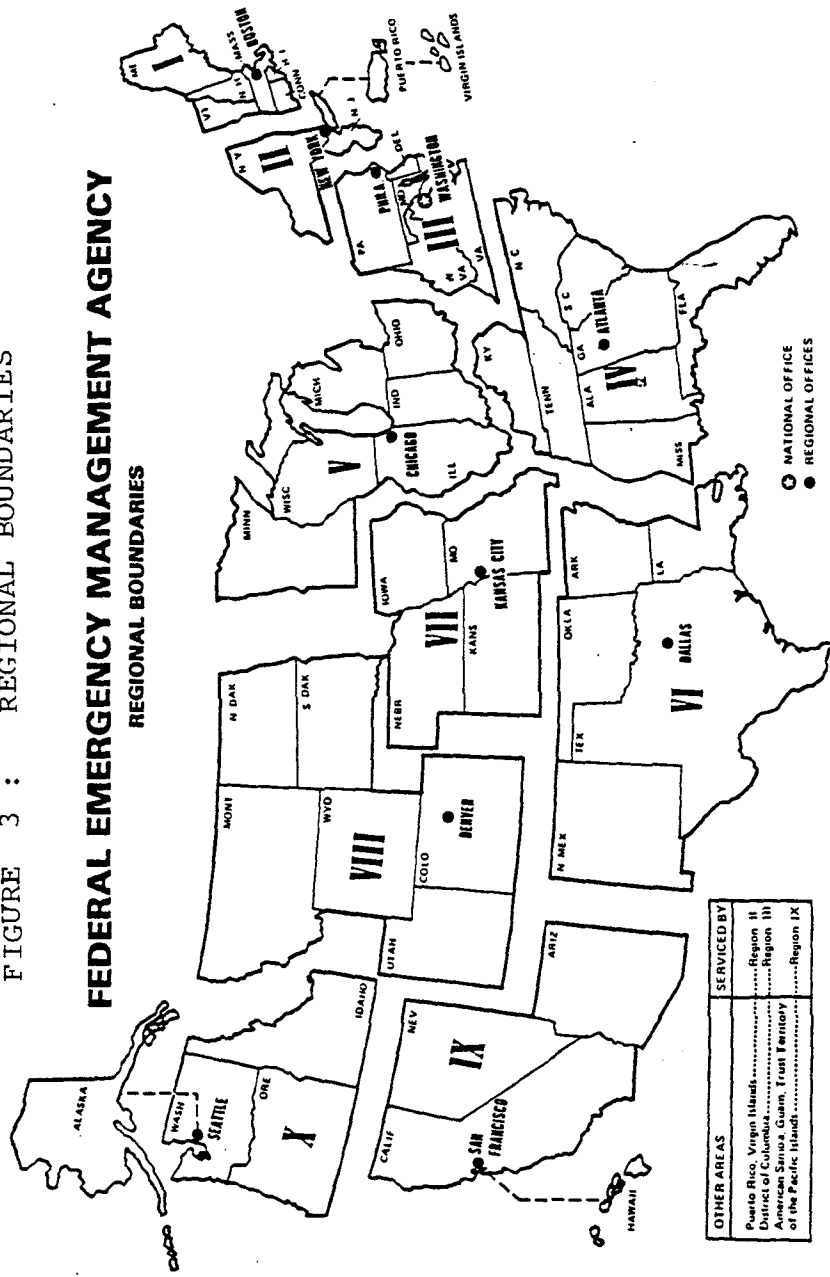 FIGURE 3 : REGIONAL BOUNDARIES
FEDERAL EMERGENCY MANAGEMENT AGENCY
REGIONAL BOUNDARIES
ALASKA
WASH
SEATTLE
ORE
X
IDAHO
MONT
N DAK
S DAK
WYO
VIII
UTAH
COLO
DENVER
CALIF
NEV
IX
SAN
FRANCISCO
ARIZ
HAWAII
NEBR
VII
KANS
IOWA
MO
KANSAS CITY
N MEX
TEX
OKLA
VI
DALLAS
ARK
LA
MINN
WISC
V
MICH
CHICAGO
ILL
IND
OHIO
KY
TENN
N C
S C
MISS
ALA
IV
GA
ATLANTA
FLA
PA
PHILA
MD
DEL
III
WASHINGTON
W
VA
VA
N Y
II
NEW YORK
N J
ME
I
VT
N H
MASS
BOSTON
CONN
R I
PUERTO RICO
VIRGIN ISLANDS
NATIONAL OFFICE
REGIONAL OFFICES
OTHER AREAS SERVICED BY
Puerto Rico, Virgin Islands..........Region II
District of Columbia..........Region III
American Samoa, Guam, Trust Territory
of the Pacific Islands..........Region IX